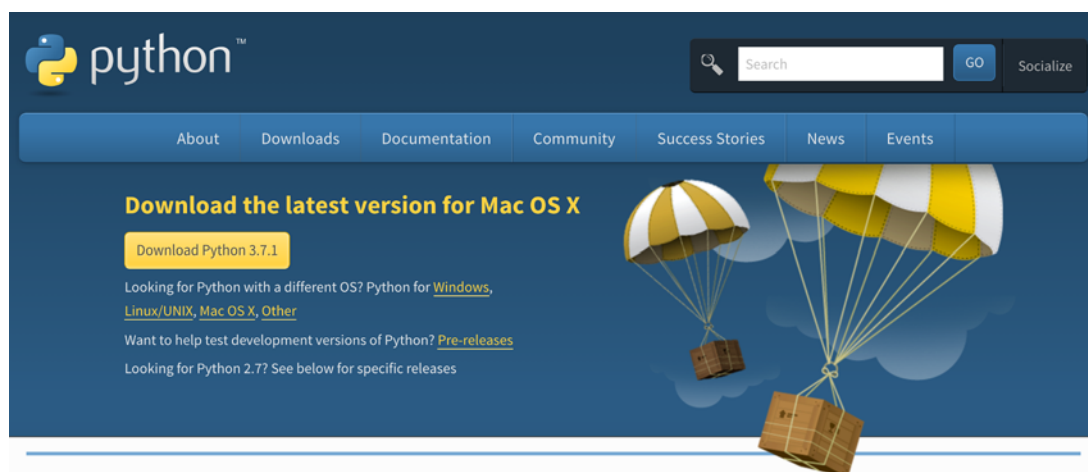 python™
Search
GO
Socialize
About Downloads Documentation Community Success Stories News Events
Download the latest version for Mac OS X
Download Python 3.7.1
Looking for Python with a different OS? Python for Windows,
Linux/UNIX, Mac OS X, Other
Want to help test development versions of Python? Pre-releases
Looking for Python 2.7? See below for specific releases